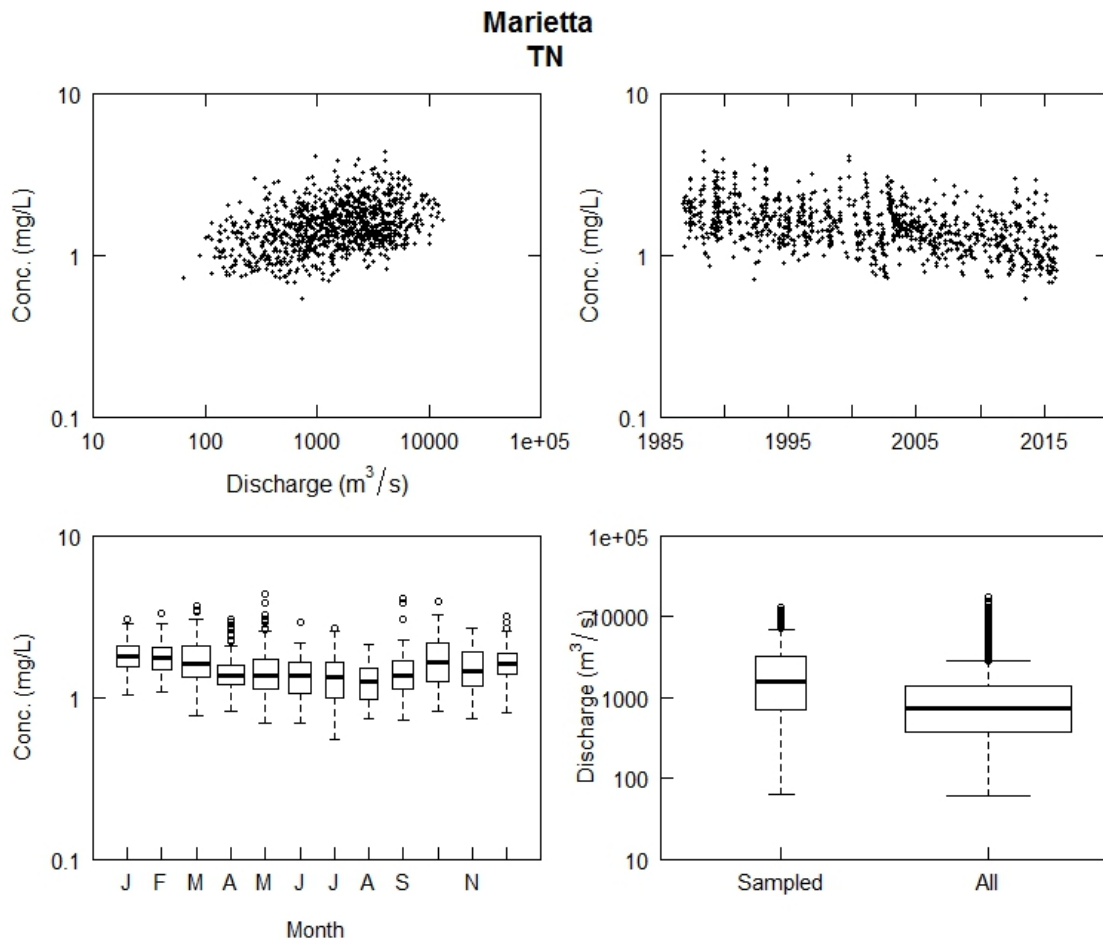 Marietta
TN
10
1
0.1
Conc. (mg/L)
10 100 1000 10000 1e+05
Discharge (m³/s)
10
1
0.1
Conc. (mg/L)
1985 1995 2005 2015
10
1
0.1
Conc. (mg/L)
J F M A M J J A S N
Month
1e+05
10000
1000
100
10
Discharge (m³/s)
Sampled All